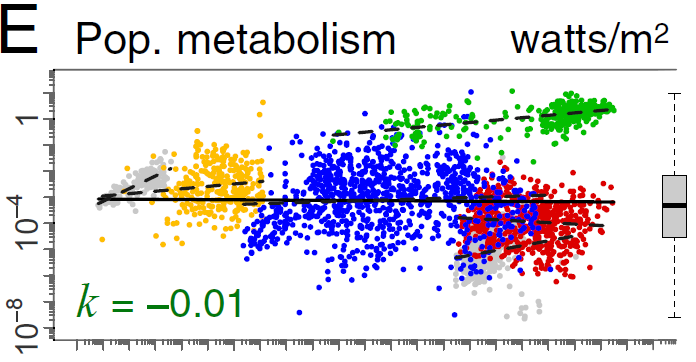 E
Pop. metabolism watts/m²
1
10⁻⁴
10⁻⁸
k = −0.01